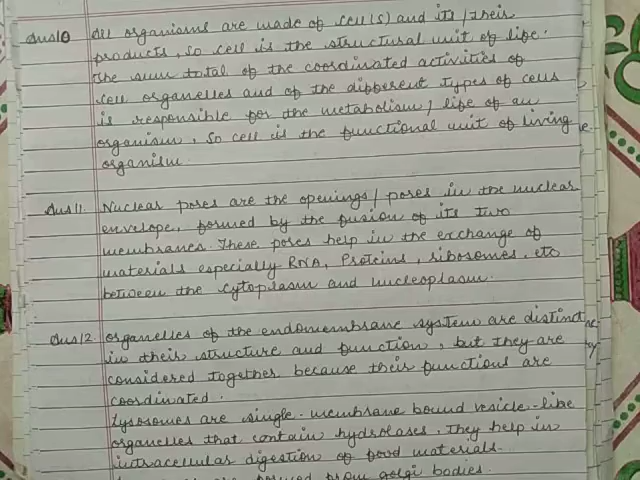 Ans10 All organisms are made of cell(s) and its/their
products, so cell is the structural unit of life.
The sum total of the coordinated activities of
cell organelles and of the different types of cells
is responsible for the metabolism / life of an
organism, So cell is the functional unit of living
organism.
Ans11. Nuclear pores are the openings/pores in the nuclear
envelope, formed by the fusion of its two
membranes. These pores help in the exchange of
materials especially RNA, Proteins, ribosomes, etc
between the cytoplasm and nucleoplasm.
Ans12. organelles of the endomembrane system are distinct
in their structure and function, but they are
considered together because their functions are
coordinated.
Lysosomes are single-membrane bound vesicle-like
organelles that contain hydrolases. They help in
intracellular digestion of food materials.
formed from golgi bodies.